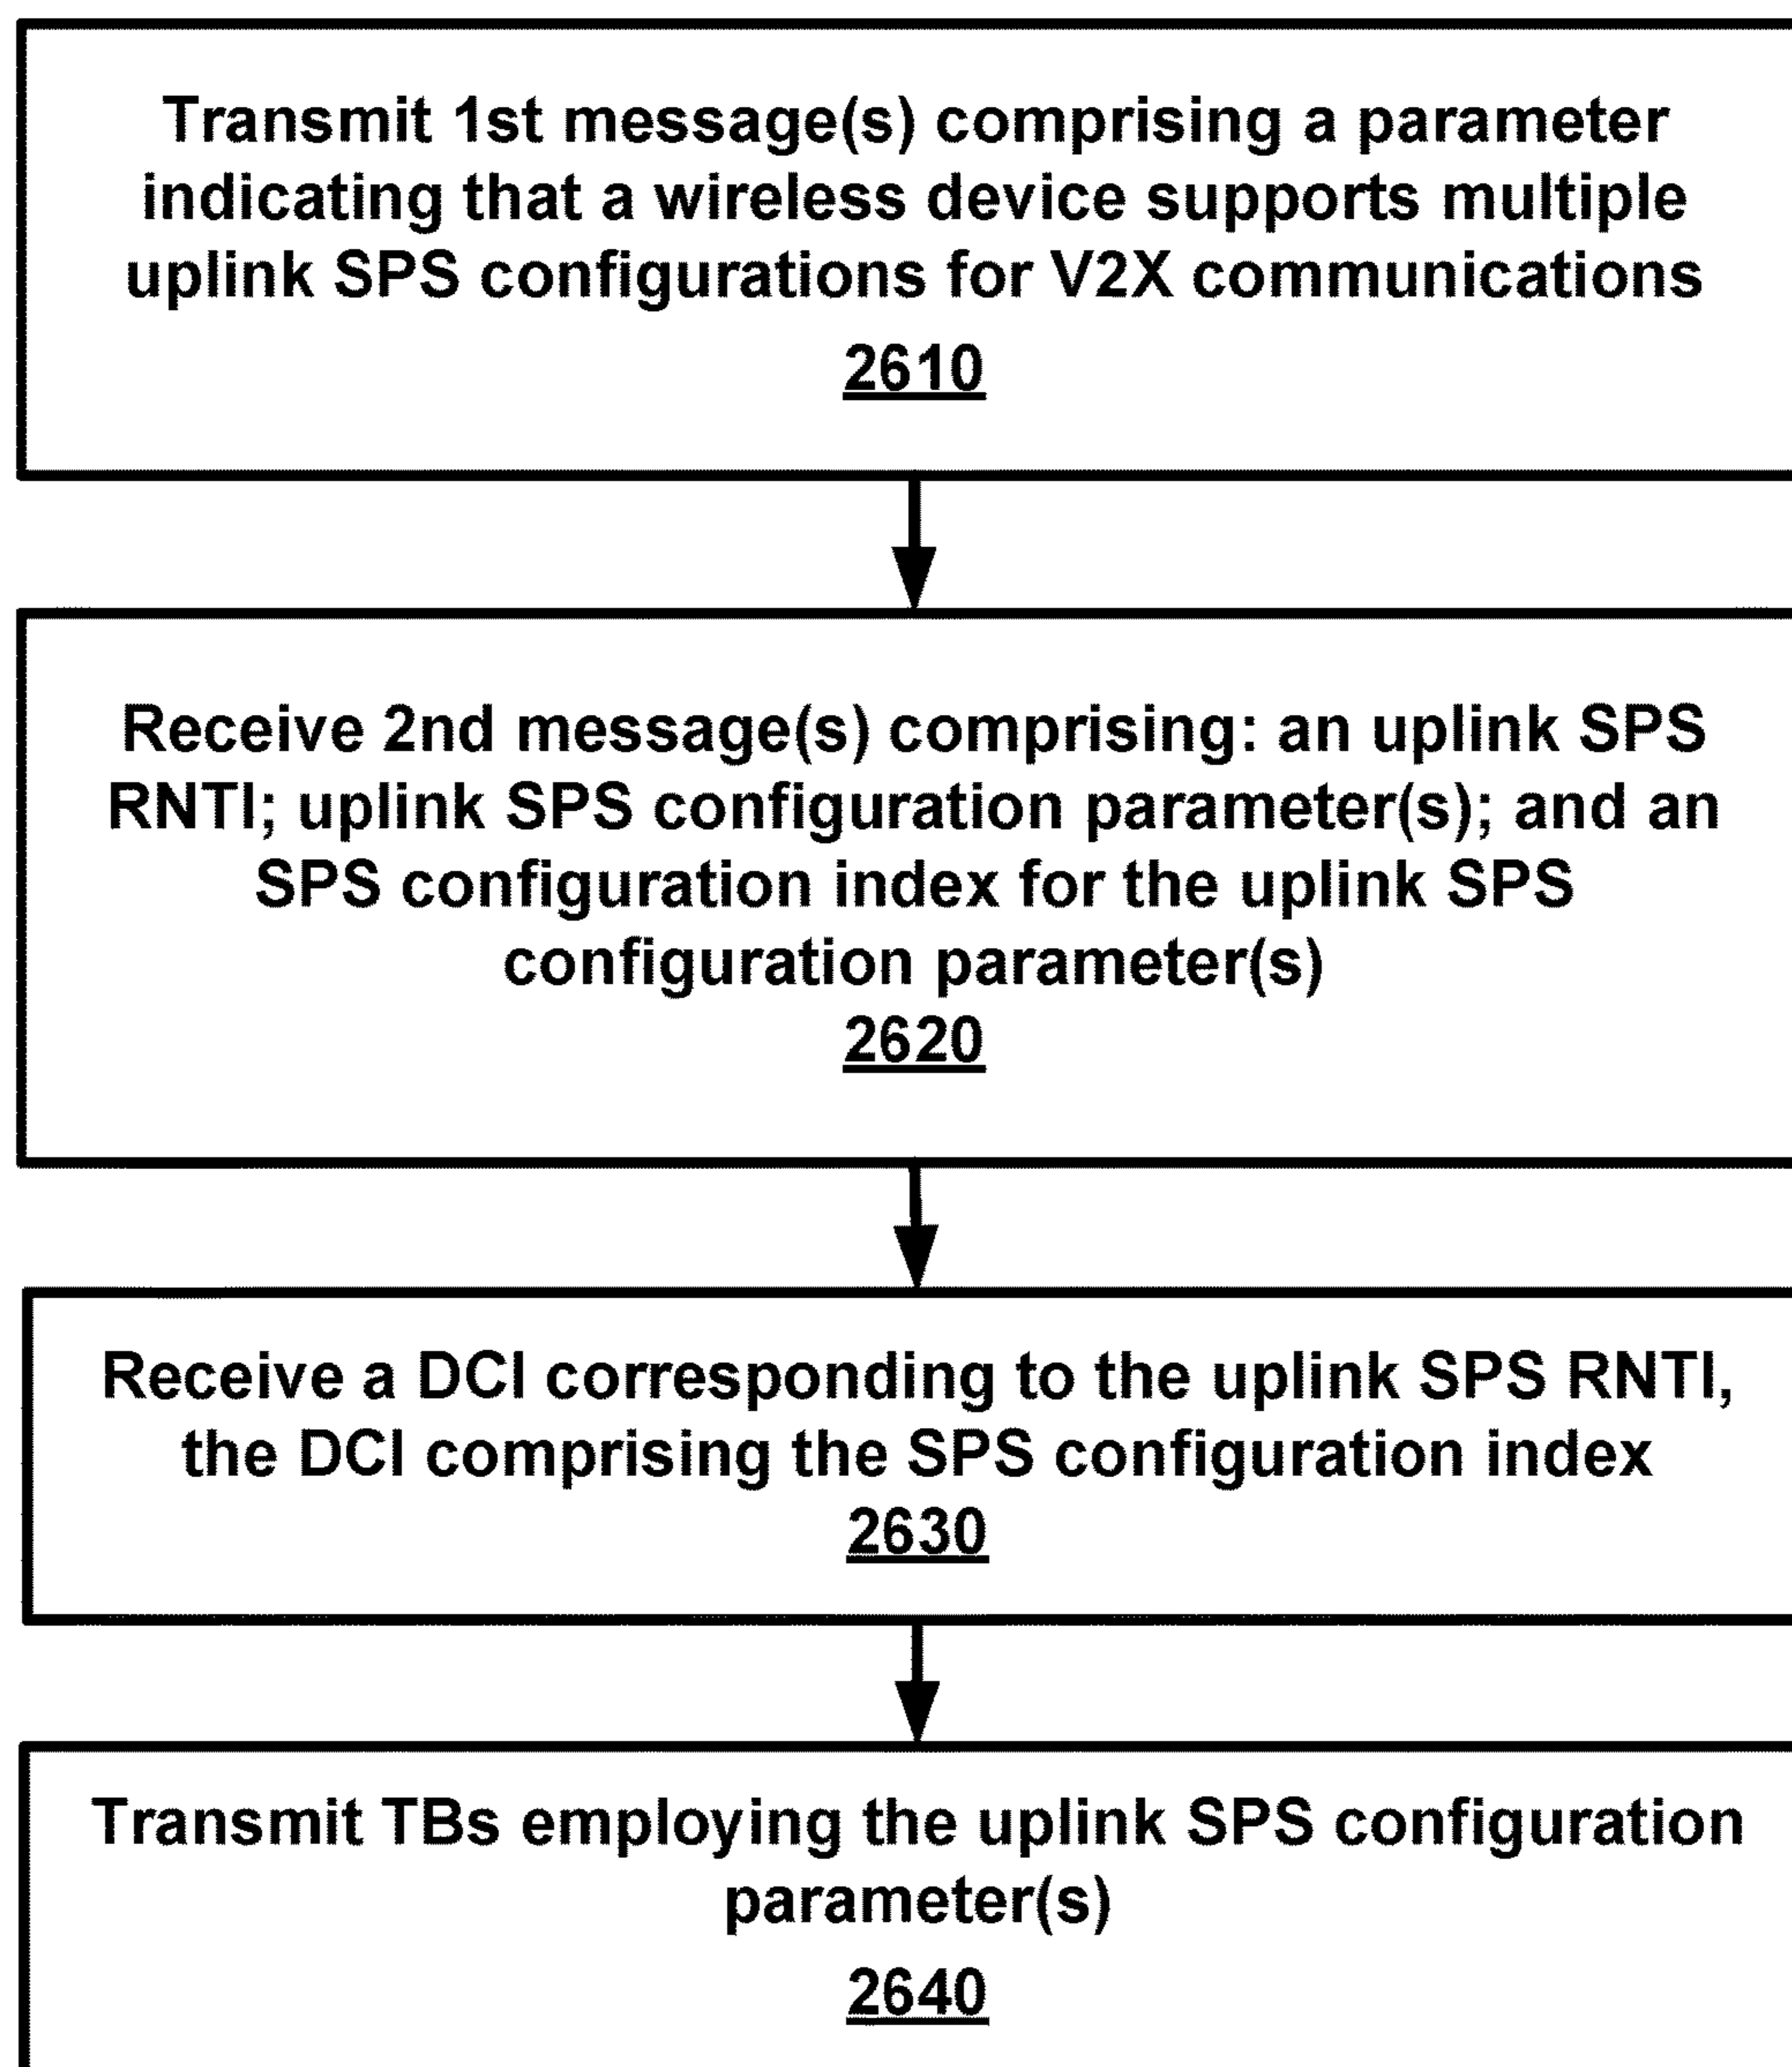 Transmit 1st message(s) comprising a parameter
indicating that a wireless device supports multiple
uplink SPS configurations for V2X communications
2610
Receive 2nd message(s) comprising: an uplink SPS
RNTI; uplink SPS configuration parameter(s); and an
SPS configuration index for the uplink SPS
configuration parameter(s)
2620
Receive a DCI corresponding to the uplink SPS RNTI,
the DCI comprising the SPS configuration index
2630
Transmit TBs employing the uplink SPS configuration
parameter(s)
2640